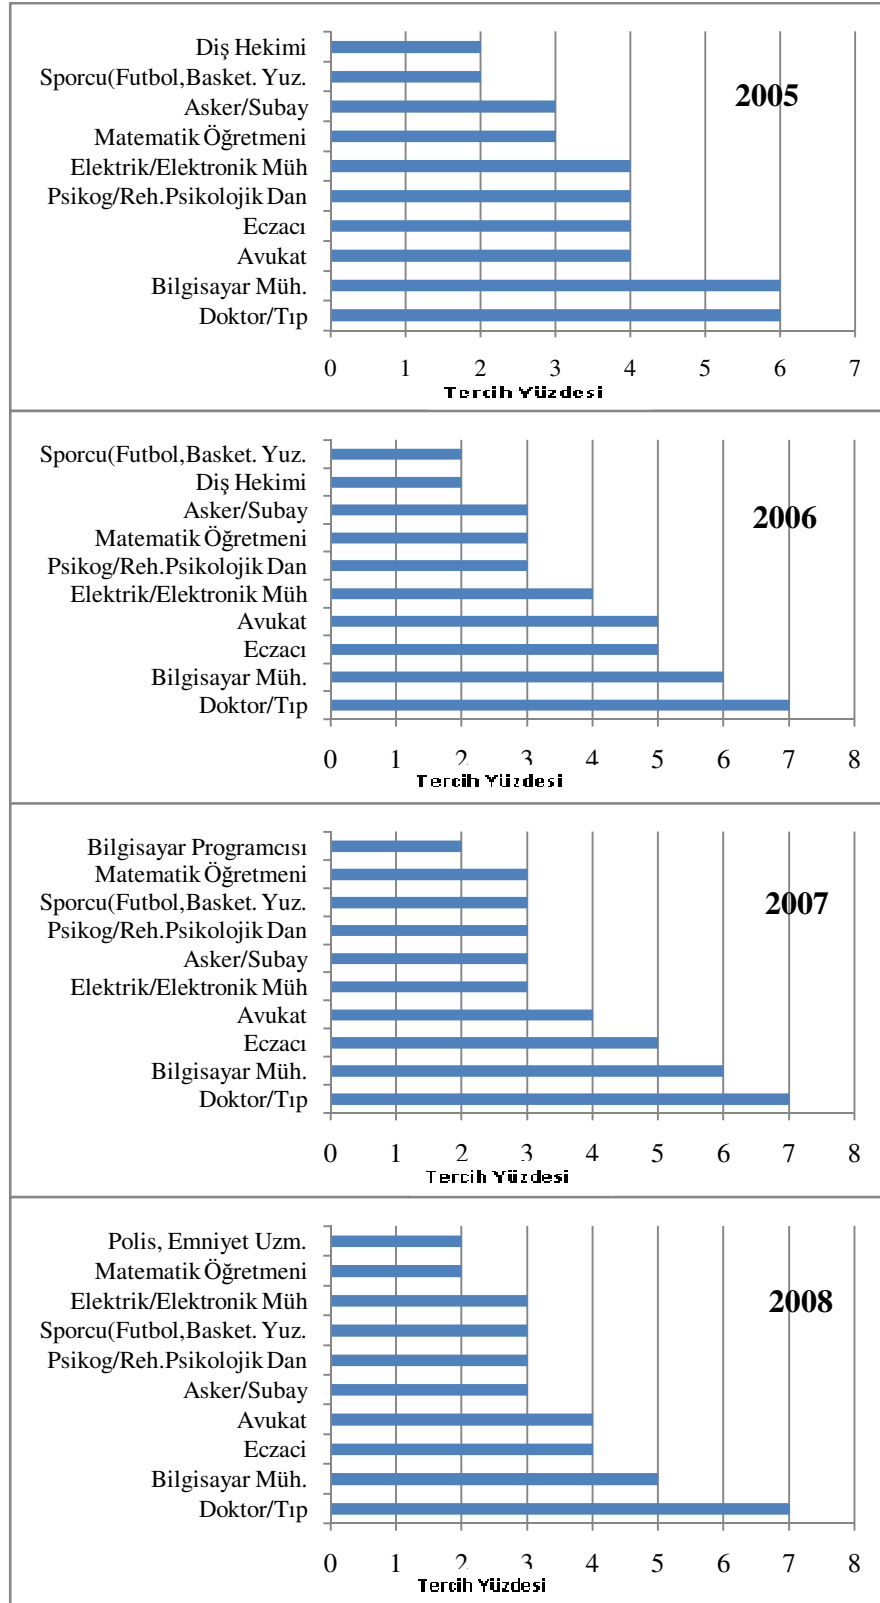 Diş Hekimi
Sporcu(Futbol,Basket. Yuz.
Asker/Subay
Matematik Öğretmeni
Elektrik/Elektronik Müh
Psikog/Reh.Psikolojik Dan
Eczacı
Avukat
Bilgisayar Müh.
Doktor/Tıp
2005
0 1 2 3 4 5 6 7
Tercih Yüzdesi
Sporcu(Futbol,Basket. Yuz.
Diş Hekimi
Asker/Subay
Matematik Öğretmeni
Psikog/Reh.Psikolojik Dan
Elektrik/Elektronik Müh
Avukat
Eczacı
Bilgisayar Müh.
Doktor/Tıp
2006
0 1 2 3 4 5 6 7 8
Tercih Yüzdesi
Bilgisayar Programcısı
Matematik Öğretmeni
Sporcu(Futbol,Basket. Yuz.
Psikog/Reh.Psikolojik Dan
Asker/Subay
Elektrik/Elektronik Müh
Avukat
Eczacı
Bilgisayar Müh.
Doktor/Tıp
2007
0 1 2 3 4 5 6 7 8
Tercih Yüzdesi
Polis, Emniyet Uzm.
Matematik Öğretmeni
Elektrik/Elektronik Müh
Sporcu(Futbol,Basket. Yuz.
Psikog/Reh.Psikolojik Dan
Asker/Subay
Avukat
Eczaci
Bilgisayar Müh.
Doktor/Tıp
2008
0 1 2 3 4 5 6 7 8
Tercih Yüzdesi